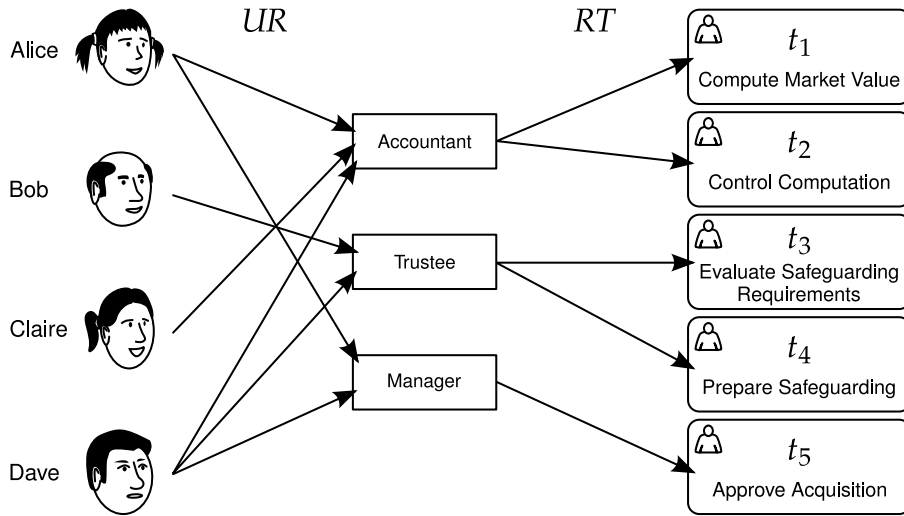 UR
RT
Alice
Bob
Claire
Dave
Accountant
Trustee
Manager
t1
Compute Market Value
t2
Control Computation
t3
Evaluate Safeguarding
Requirements
t4
Prepare Safeguarding
t5
Approve Acquisition